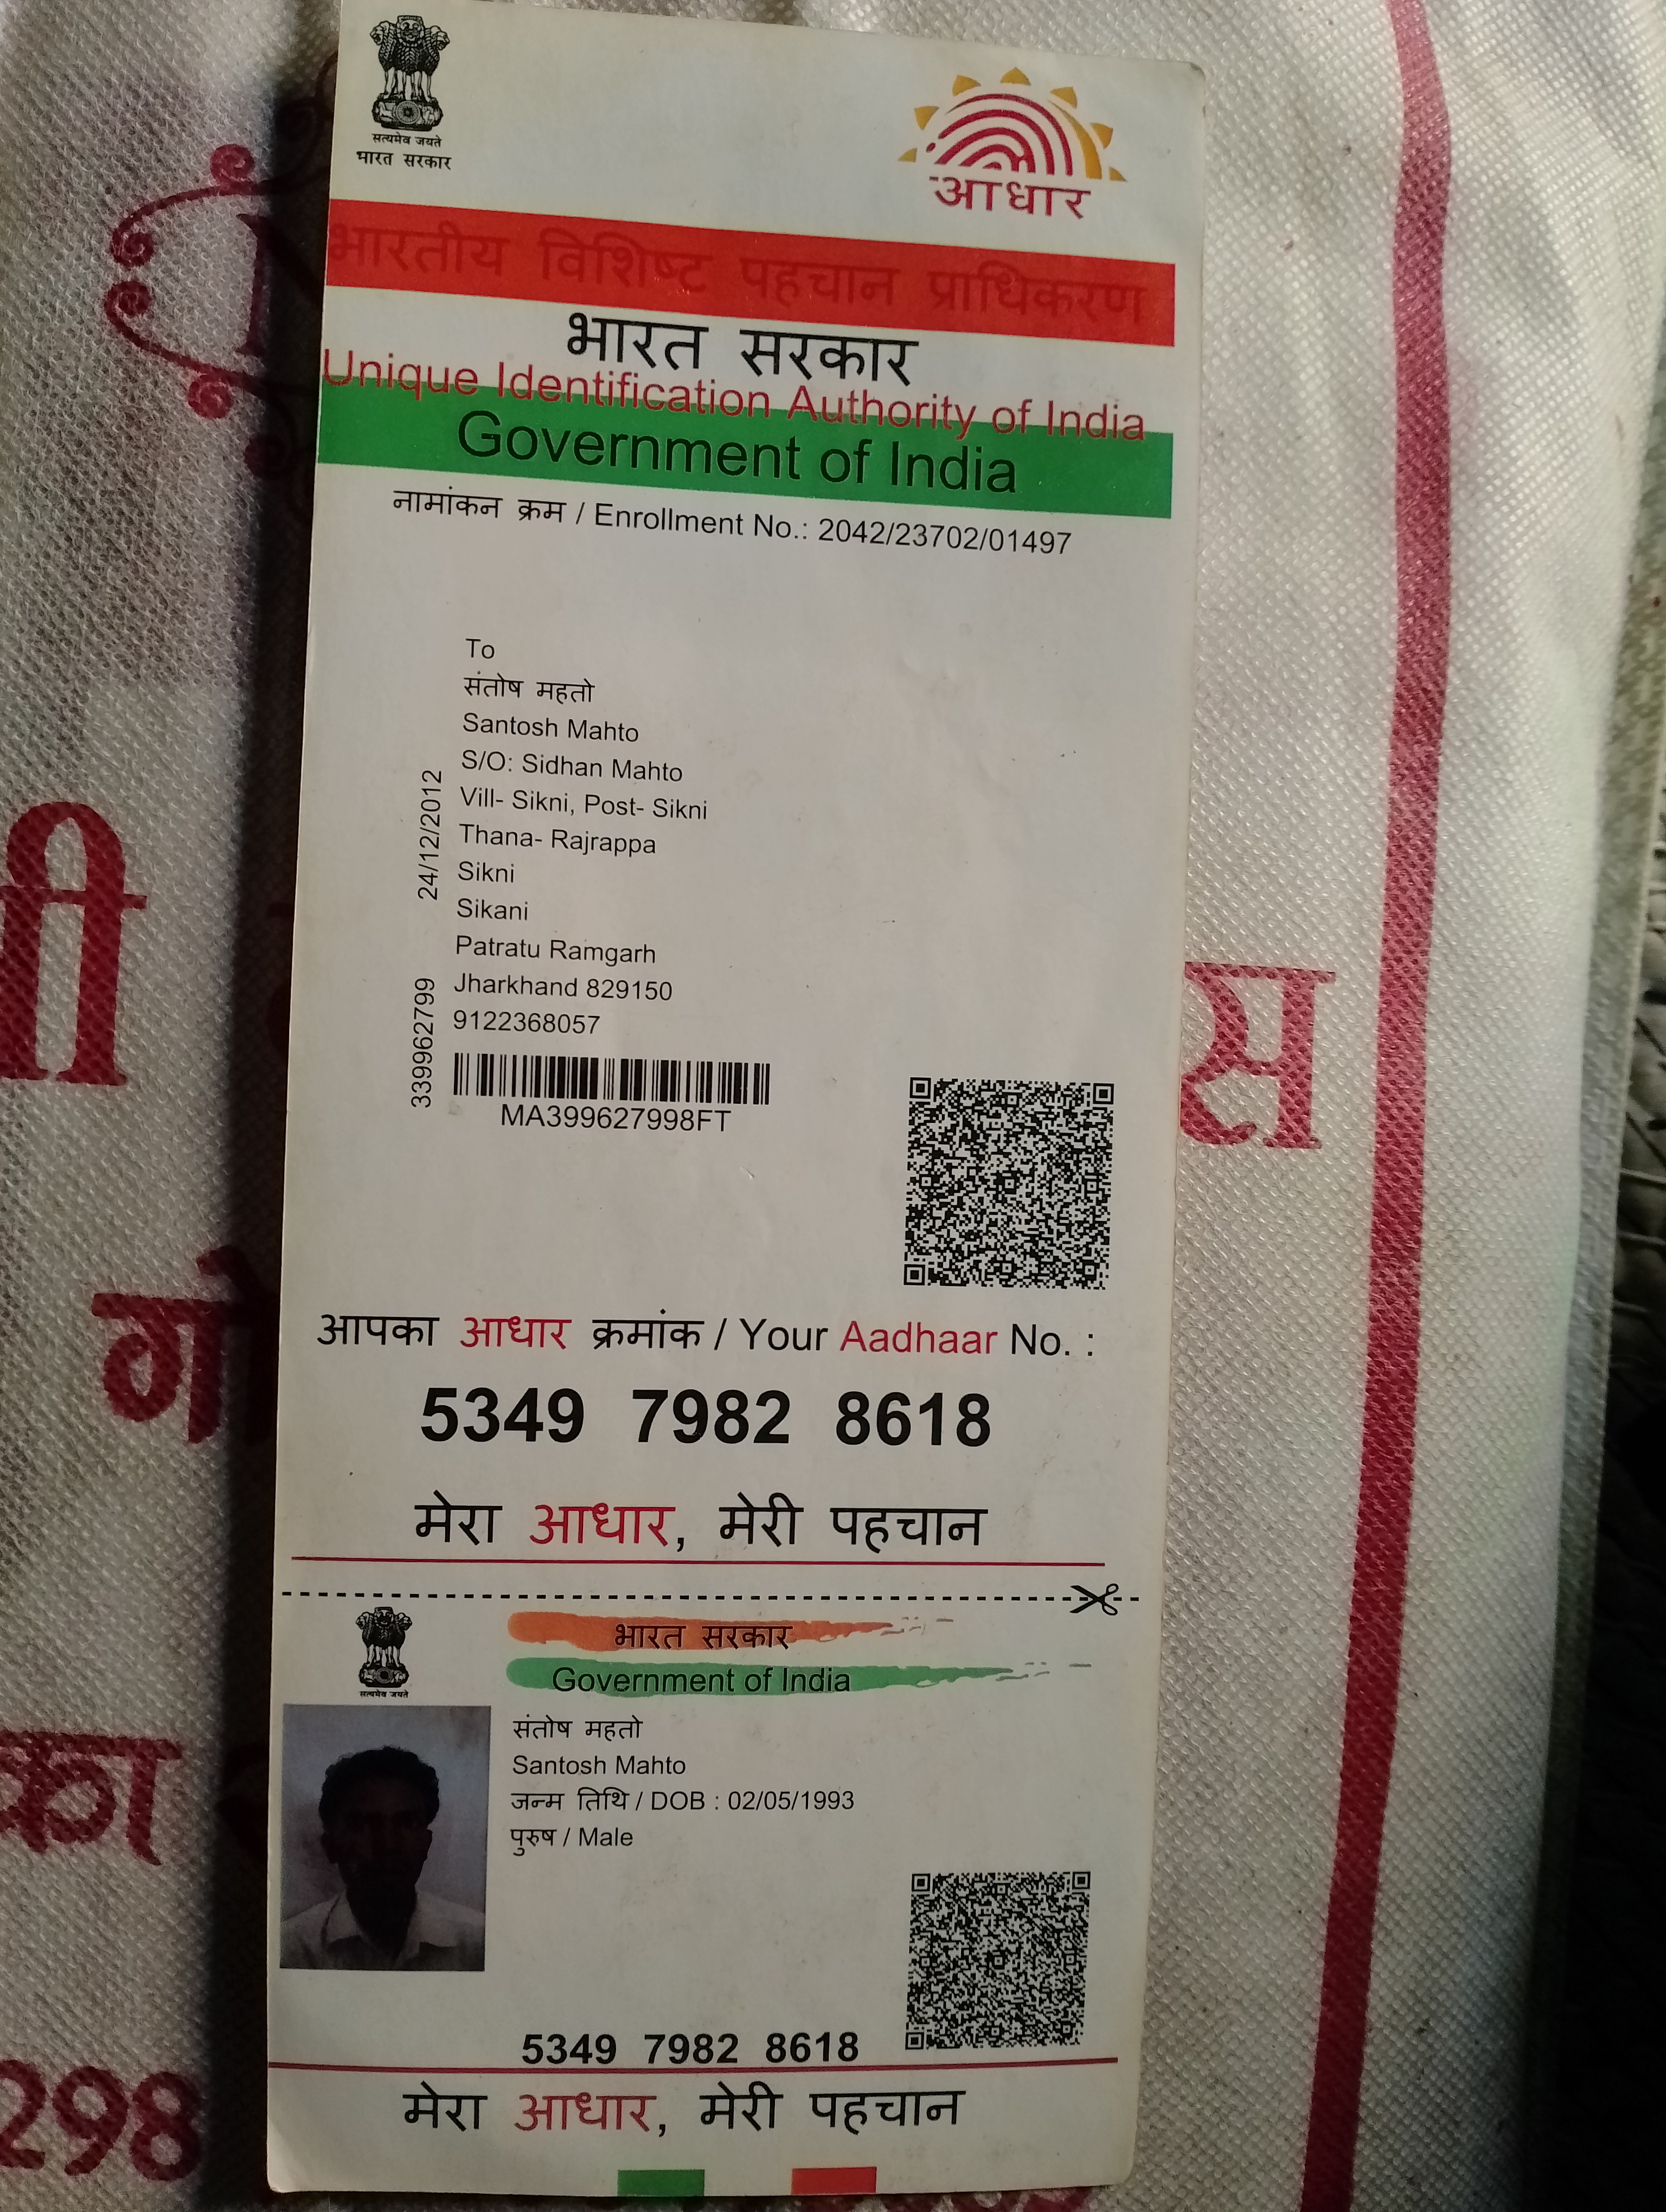 सत्यमेव जयते
भारत सरकार
आधार
भारतीय विशिष्ट पहचान प्राधिकरण
भारत सरकार
Unique Identification Authority of India
Government of India
नामांकन क्रम / Enrollment No.: 2042/23702/01497
To
संतोष महतो
Santosh Mahto
S/O: Sidhan Mahto
Vill- Sikni, Post- Sikni
Thana- Rajrappa
Sikni
Sikani
Patratu Ramgarh
Jharkhand 829150
9122368057
24/12/2012
339962799
MA399627998FT
आपका आधार क्रमांक / Your Aadhaar No. :
5349 7982 8618
मेरा आधार, मेरी पहचान
सत्यमेव जयते
भारत सरकार
Government of India
संतोष महतो
Santosh Mahto
जन्म तिथि / DOB : 02/05/1993
पुरुष / Male
5349 7982 8618
मेरा आधार, मेरी पहचान
298